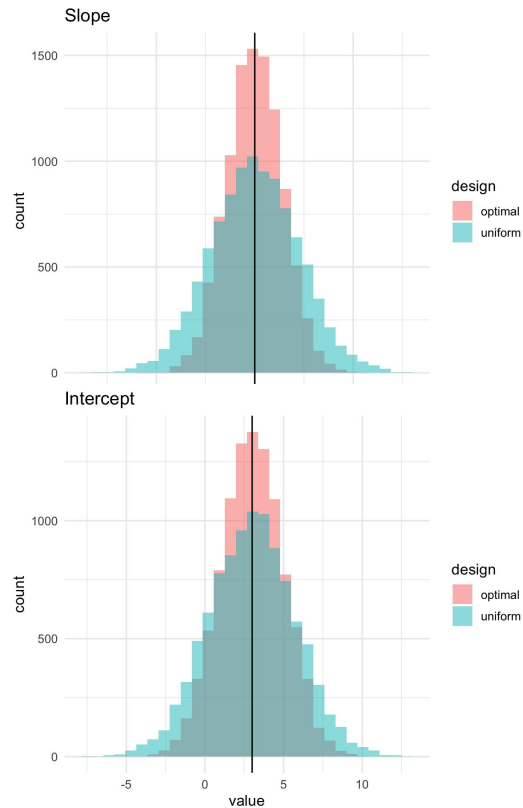 Slope
1500
1000
500
0
count
design
optimal
uniform
Intercept
1000
500
0
count
design
optimal
uniform
-5 0 5 10
value